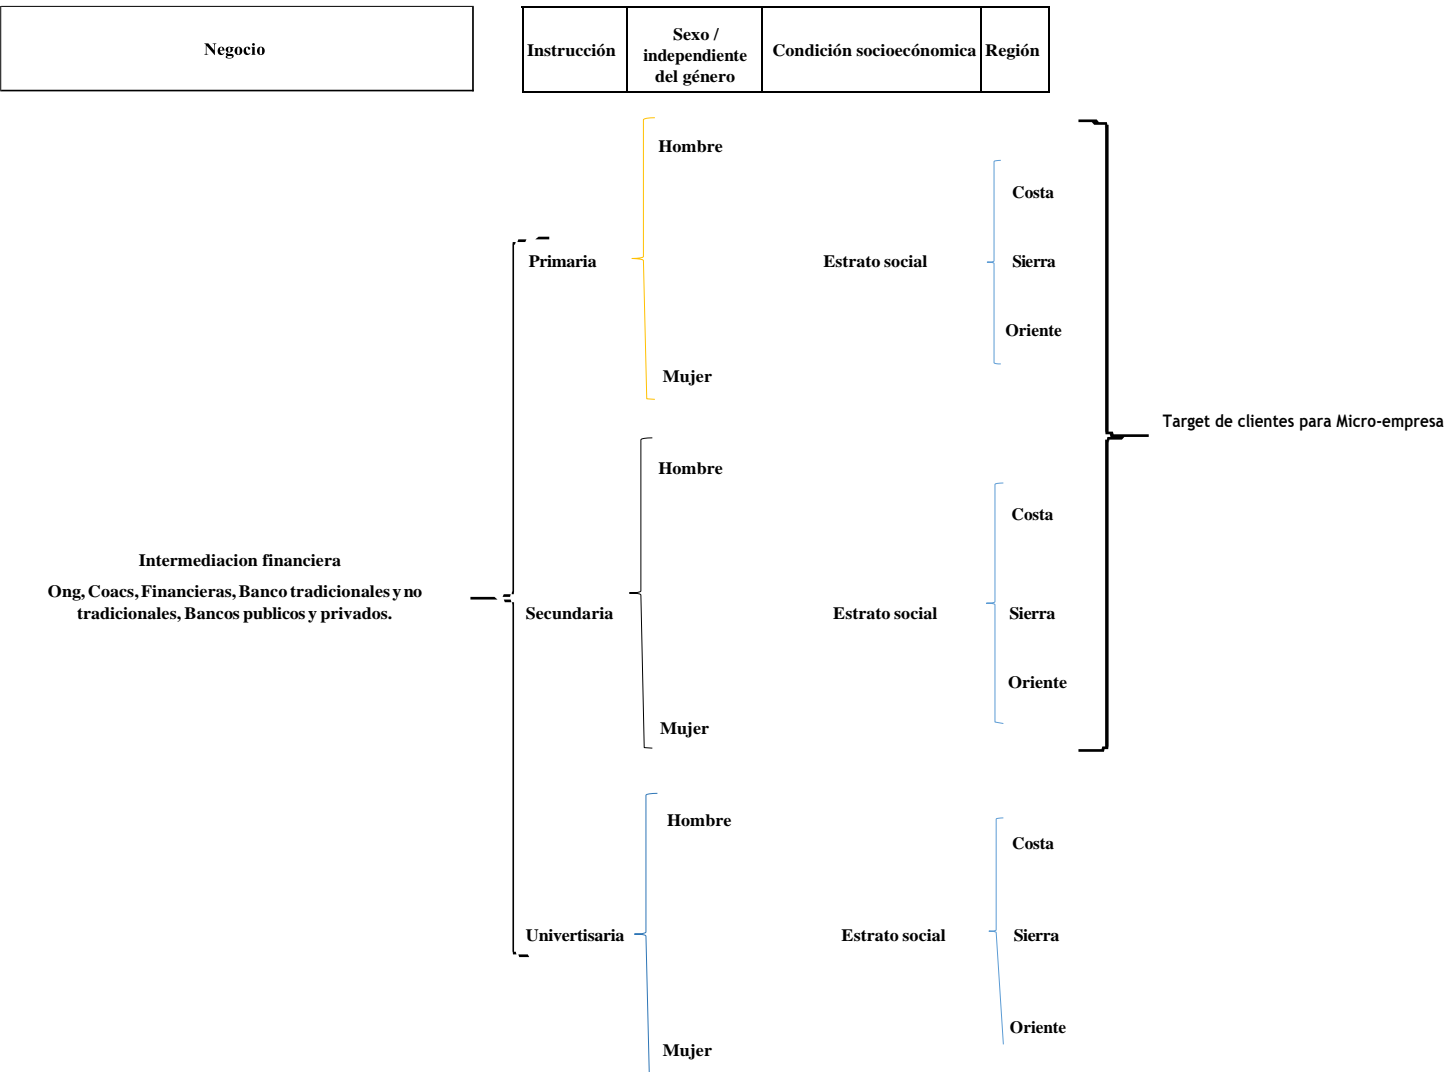 Negocio
Instrucción
Sexo /
independiente
del género
Condición socioecónomica
Región
Hombre
Costa
Primaria
Estrato social
Sierra
Oriente
Mujer
Target de clientes para Micro-empresa
Hombre
Costa
Intermediacion financiera
Ong, Coacs, Financieras, Banco tradicionales y no
tradicionales, Bancos publicos y privados.
Secundaria
Estrato social
Sierra
Oriente
Mujer
Hombre
Costa
Univertisaria
Estrato social
Sierra
Oriente
Mujer